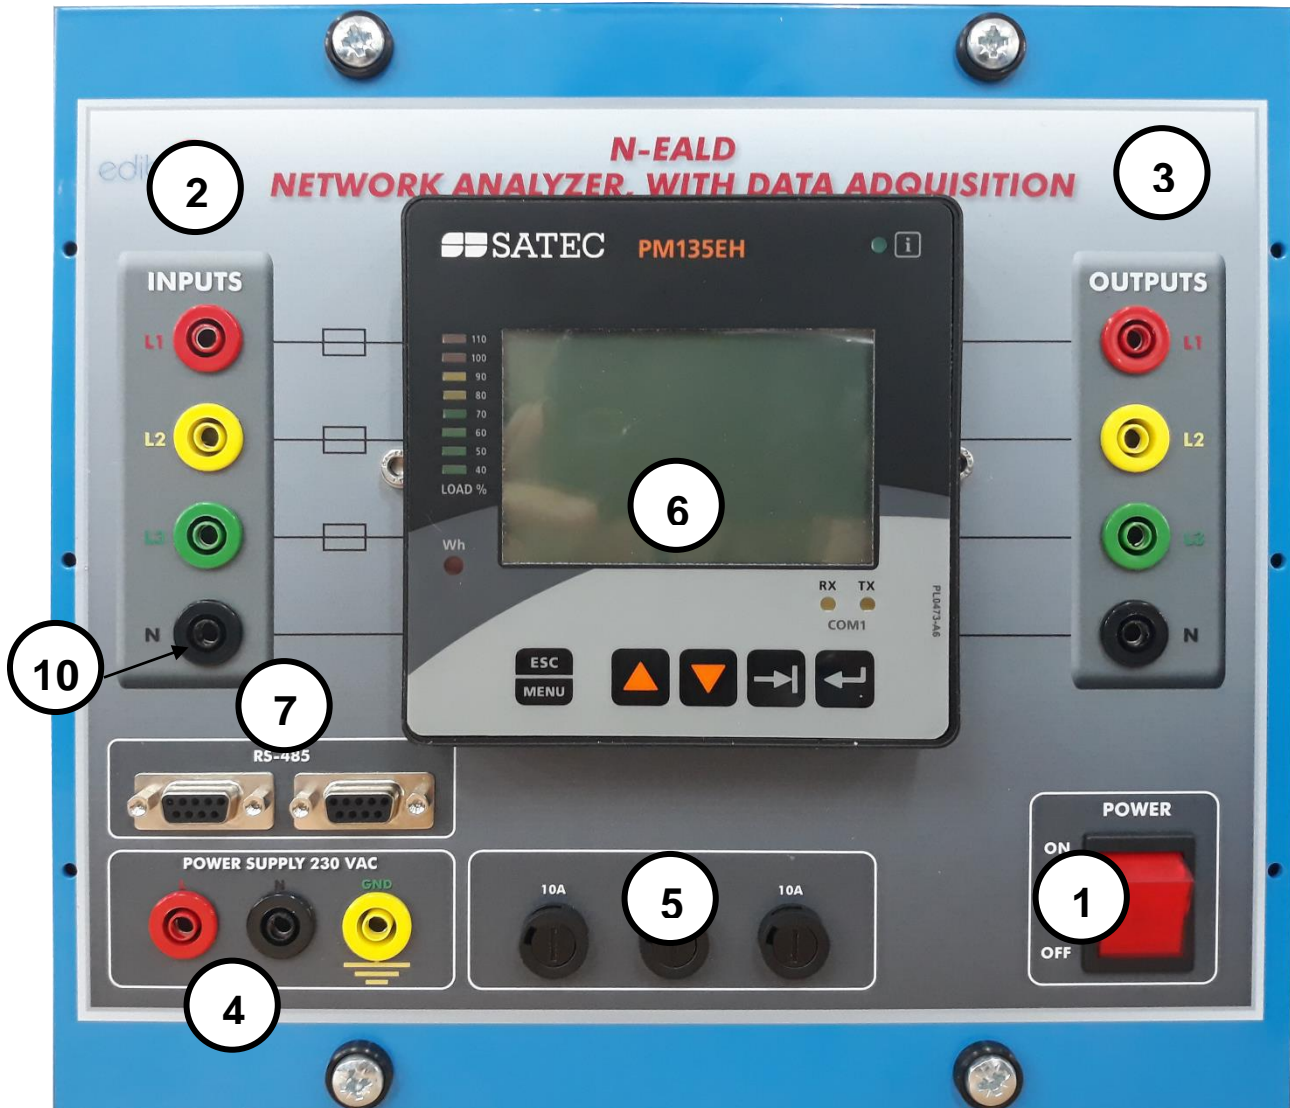 N-EALD
NETWORK ANALYZER, WITH DATA ADQUISITION
2
3
SATEC PM135EH
i
INPUTS
L1
L2
L3
N
110
100
90
80
70
60
50
40
LOAD %
Wh
6
RX TX
COM1
PL0473-A6
ESC
MENU
OUTPUTS
L1
L2
L3
N
10
7
RS-485
POWER SUPPLY 230 VAC
L N GND
4
10A
5
10A
POWER
ON
1
OFF